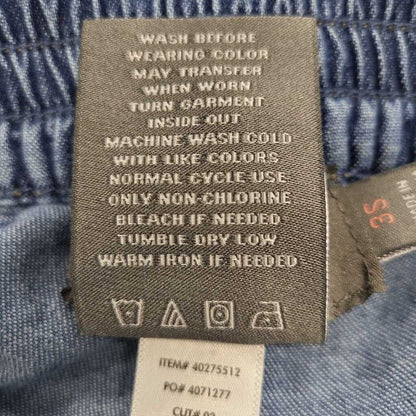 WASH BEFORE
WEARING COLOR
MAY TRANSFER
WHEN WORN
TURN GARMENT
INSIDE OUT
MACHINE WASH COLD
WITH LIKE COLORS
NORMAL CYCLE USE
ONLY NON-CHLORINE
BLEACH IF NEEDED
TUMBLE DRY LOW
WARM IRON IF NEEDED
3S
ITEM# 40275512
PO# 4071277
CUT# 02